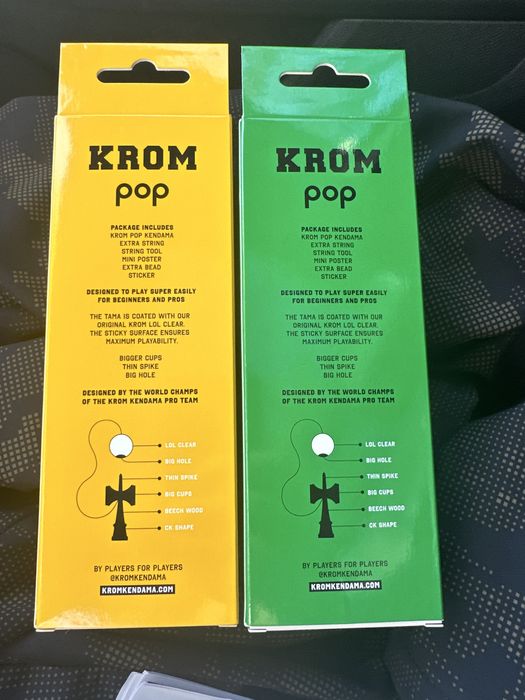 KROM
pop
PACKAGE INCLUDES
KROM POP KENDAMA
EXTRA STRING
STRING TOOL
MINI POSTER
EXTRA BEAD
STICKER
DESIGNED TO PLAY SUPER EASILY
FOR BEGINNERS AND PROS
THE TAMA IS COATED WITH OUR
ORIGINAL KROM LOL CLEAR.
THE STICKY SURFACE ENSURES
MAXIMUM PLAYABILITY.
BIGGER CUPS
THIN SPIKE
BIG HOLE
DESIGNED BY THE WORLD CHAMPS
OF THE KROM KENDAMA PRO TEAM
LOL CLEAR
BIG HOLE
THIN SPIKE
BIG CUPS
BEECH WOOD
CK SHAPE
BY PLAYERS FOR PLAYERS
@KROMKENDAMA
KROMKENDAMA.COM
KROM
pop
PACKAGE INCLUDES
KROM POP KENDAMA
EXTRA STRING
STRING TOOL
MINI POSTER
EXTRA BEAD
STICKER
DESIGNED TO PLAY SUPER EASILY
FOR BEGINNERS AND PROS
THE TAMA IS COATED WITH OUR
ORIGINAL KROM LOL CLEAR.
THE STICKY SURFACE ENSURES
MAXIMUM PLAYABILITY.
BIGGER CUPS
THIN SPIKE
BIG HOLE
DESIGNED BY THE WORLD CHAMPS
OF THE KROM KENDAMA PRO TEAM
LOL CLEAR
BIG HOLE
THIN SPIKE
BIG CUPS
BEECH WOOD
CK SHAPE
BY PLAYERS FOR PLAYERS
@KROMKENDAMA
KROMKENDAMA.COM